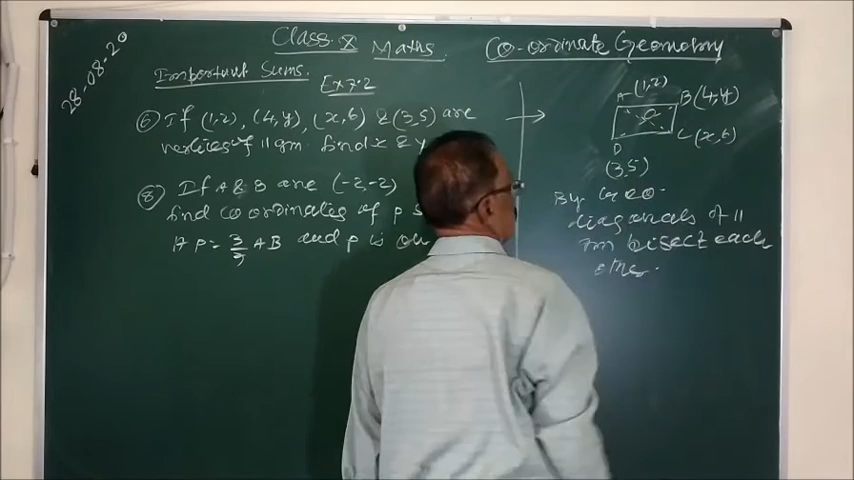 28-08-20
Class X Maths Co-ordinate Geometry
Important Sums.
Ex 7.2
⑥ If (1,2), (4,y), (x,6) & (3,5) are
vertices of ||gm. find x & y
⑧ If A & B are (-2,-2)
find coordinates of P
AP = 3/7 AB and P is on
A (1,2)
B(4,y)
O
C(x,6)
D
(3,5)
By Geo.
diagonals of ||
gm bisect each
other.